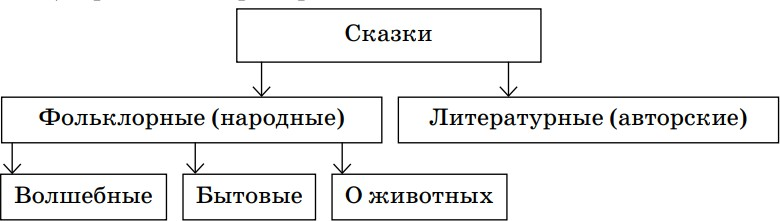 Сказки
Фольклорные (народные)
Литературные (авторские)
Волшебные
Бытовые
О животных